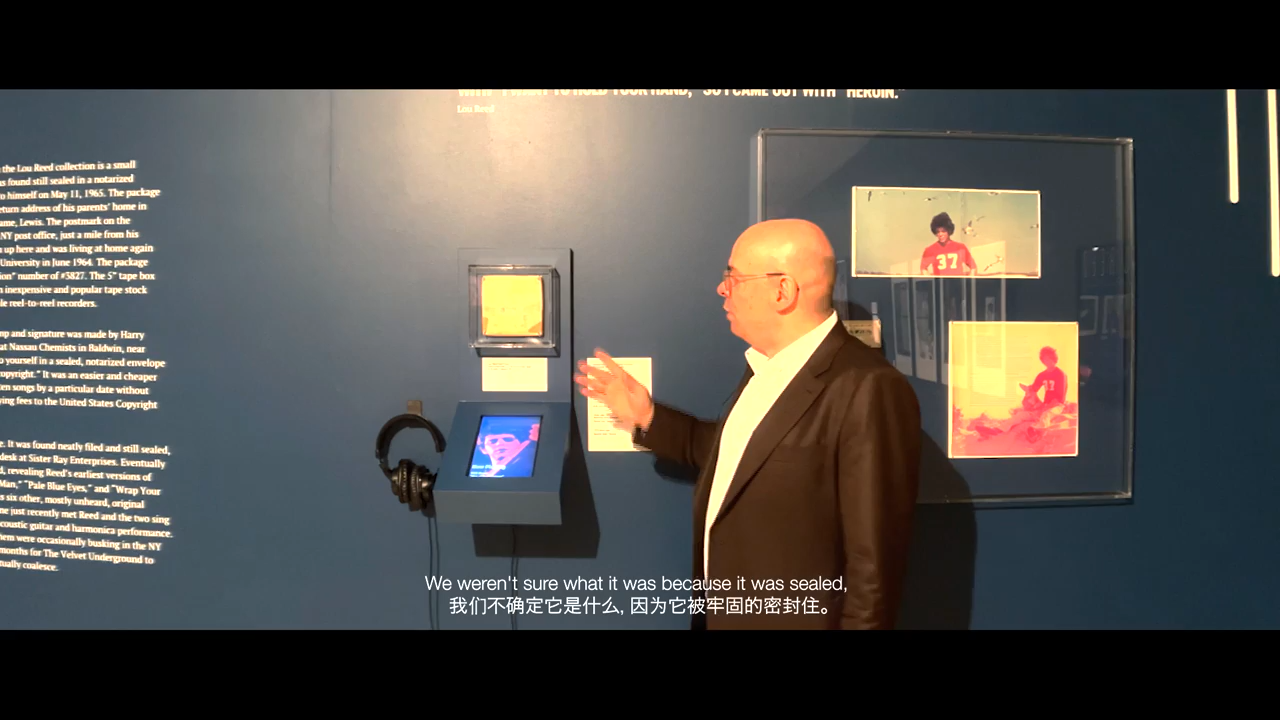 WITH "I WANT TO HOLD YOUR HAND," SO I CAME OUT WITH "HEROIN."
Lou Reed
the Lou Reed collection is a small
s found still sealed in a notarized
o himself on May 11, 1965. The package
eturn address of his parents' home in
ame, Lewis. The postmark on the
NY post office, just a mile from his
up here and was living at home again
University in June 1964. The package
ion" number of #3827. The 5" tape box
n inexpensive and popular tape stock
le reel-to-reel recorders.
mp and signature was made by Harry
at Nassau Chemists in Baldwin, near
o yourself in a sealed, notarized envelope
opyright." It was an easier and cheaper
ten songs by a particular date without
ying fees to the United States Copyright
e. It was found neatly filed and still sealed,
desk at Sister Ray Enterprises. Eventually
d, revealing Reed's earliest versions of
Man," "Pale Blue Eyes," and "Wrap Your
s six other, mostly unheard, original
ne just recently met Reed and the two sing
coustic guitar and harmonica performance.
hem were occasionally busking in the NY
months for The Velvet Underground to
ually coalesce.
37
37
We weren't sure what it was because it was sealed,
我们不确定它是什么, 因为它被牢固的密封住。